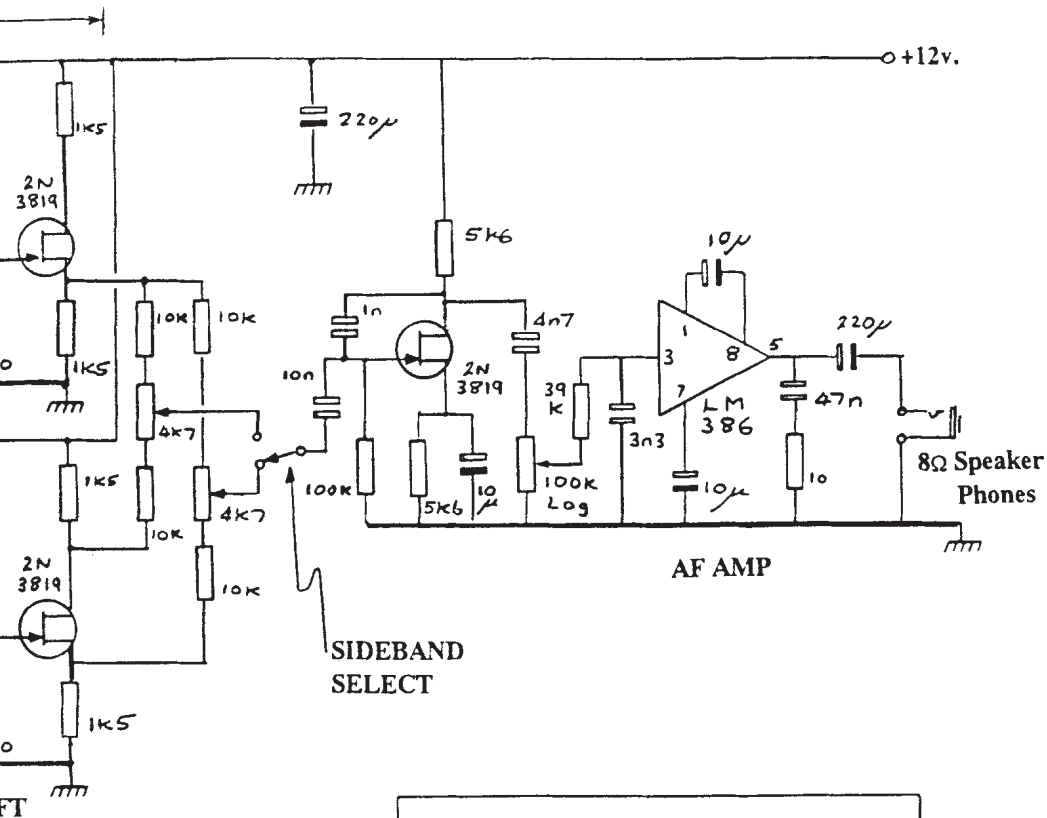 +12v.
1K5
220μ
2N
3819
5K6
10μ
1n
4n7
220μ
1
10K
10K
3
8
5
2N
3819
10n
39
K
7
LM
386
47n
1K5
4K7
3n3
8Ω Speaker
Phones
1K5
100K
5K6
10
μ
100K
Log
10μ
10
4K7
10K
AF AMP
2N
3819
10K
SIDEBAND
SELECT
1K5
FT